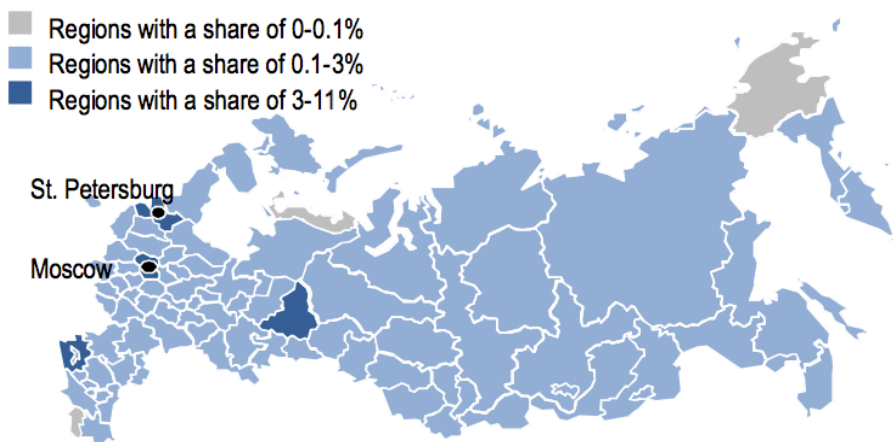 Regions with a share of 0-0.1%
Regions with a share of 0.1-3%
Regions with a share of 3-11%
St. Petersburg
Moscow